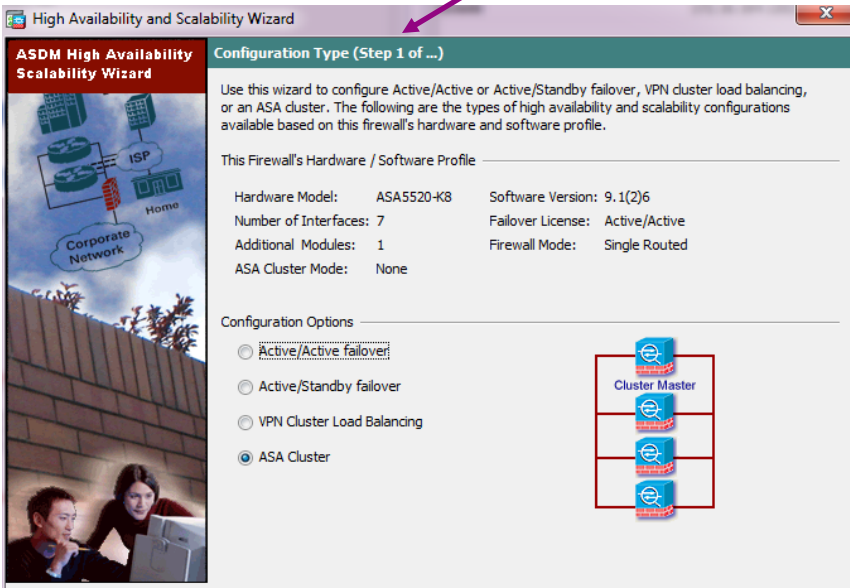 High Availability and Scalability Wizard
ASDM High Availability
Scalability Wizard
Configuration Type (Step 1 of ...)
Use this wizard to configure Active/Active or Active/Standby failover, VPN cluster load balancing,
or an ASA cluster. The following are the types of high availability and scalability configurations
available based on this firewall's hardware and software profile.
This Firewall's Hardware / Software Profile
Hardware Model: ASA5520-K8 Software Version: 9.1(2)6
Number of Interfaces: 7 Failover License: Active/Active
Additional Modules: 1 Firewall Mode: Single Routed
ASA Cluster Mode: None
ISP
Home
Corporate
Network
Configuration Options
Active/Active failover
Active/Standby failover
VPN Cluster Load Balancing
ASA Cluster
Cluster Master